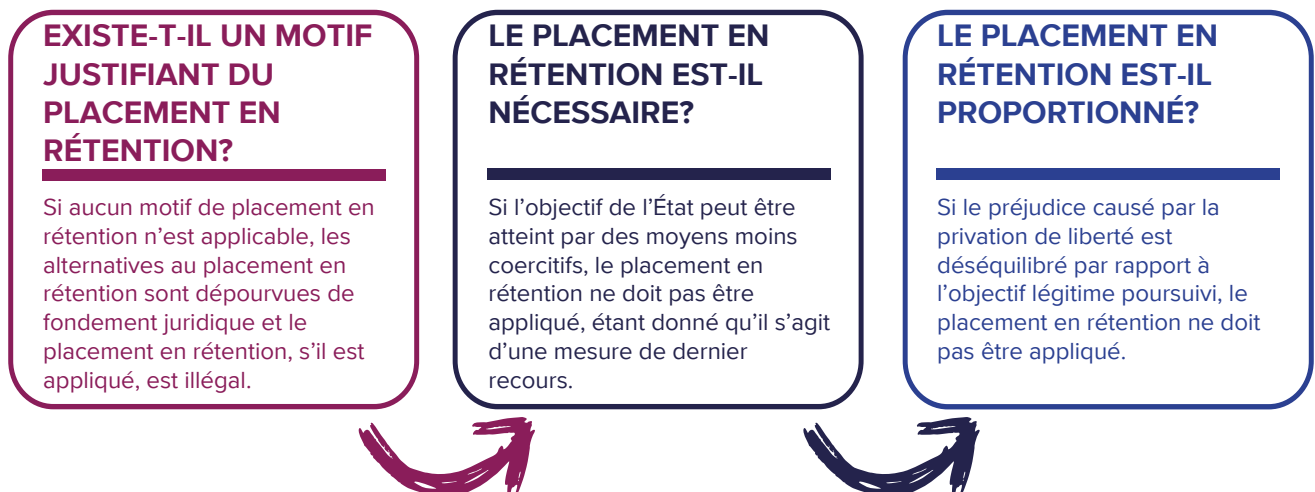 EXISTE-T-IL UN MOTIF
JUSTIFIANT DU
PLACEMENT EN
RÉTENTION?
Si aucun motif de placement en
rétention n’est applicable, les
alternatives au placement en
rétention sont dépourvues de
fondement juridique et le
placement en rétention, s’il est
appliqué, est illégal.
LE PLACEMENT EN
RÉTENTION EST-IL
NÉCESSAIRE?
Si l’objectif de l’État peut être
atteint par des moyens moins
coercitifs, le placement en
rétention ne doit pas être
appliqué, étant donné qu’il s’agit
d’une mesure de dernier
recours.
LE PLACEMENT EN
RÉTENTION EST-IL
PROPORTIONNÉ?
Si le préjudice causé par la
privation de liberté est
déséquilibré par rapport à
l’objectif légitime poursuivi, le
placement en rétention ne doit
pas être appliqué.